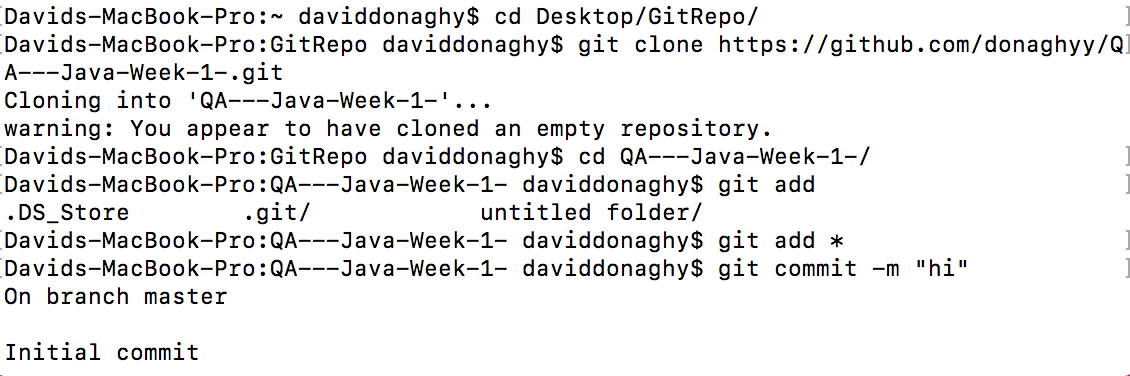 Davids-MacBook-Pro:~ daviddonaghy$ cd Desktop/GitRepo/
Davids-MacBook-Pro:GitRepo daviddonaghy$ git clone https://github.com/donaghyy/Q
A---Java-Week-1-.git
Cloning into 'QA---Java-Week-1-'...
warning: You appear to have cloned an empty repository.
Davids-MacBook-Pro:GitRepo daviddonaghy$ cd QA---Java-Week-1-/
Davids-MacBook-Pro:QA---Java-Week-1- daviddonaghy$ git add
.DS_Store        .git/            untitled folder/
Davids-MacBook-Pro:QA---Java-Week-1- daviddonaghy$ git add *
Davids-MacBook-Pro:QA---Java-Week-1- daviddonaghy$ git commit -m "hi"
On branch master

Initial commit